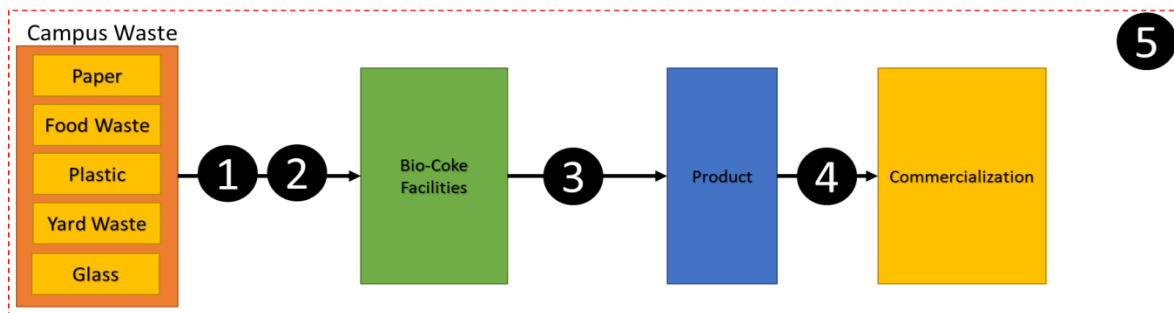 Campus Waste
Paper
Food Waste
Plastic
Yard Waste
Glass
1
2
Bio-Coke
Facilities
3
Product
4
Commercialization
5